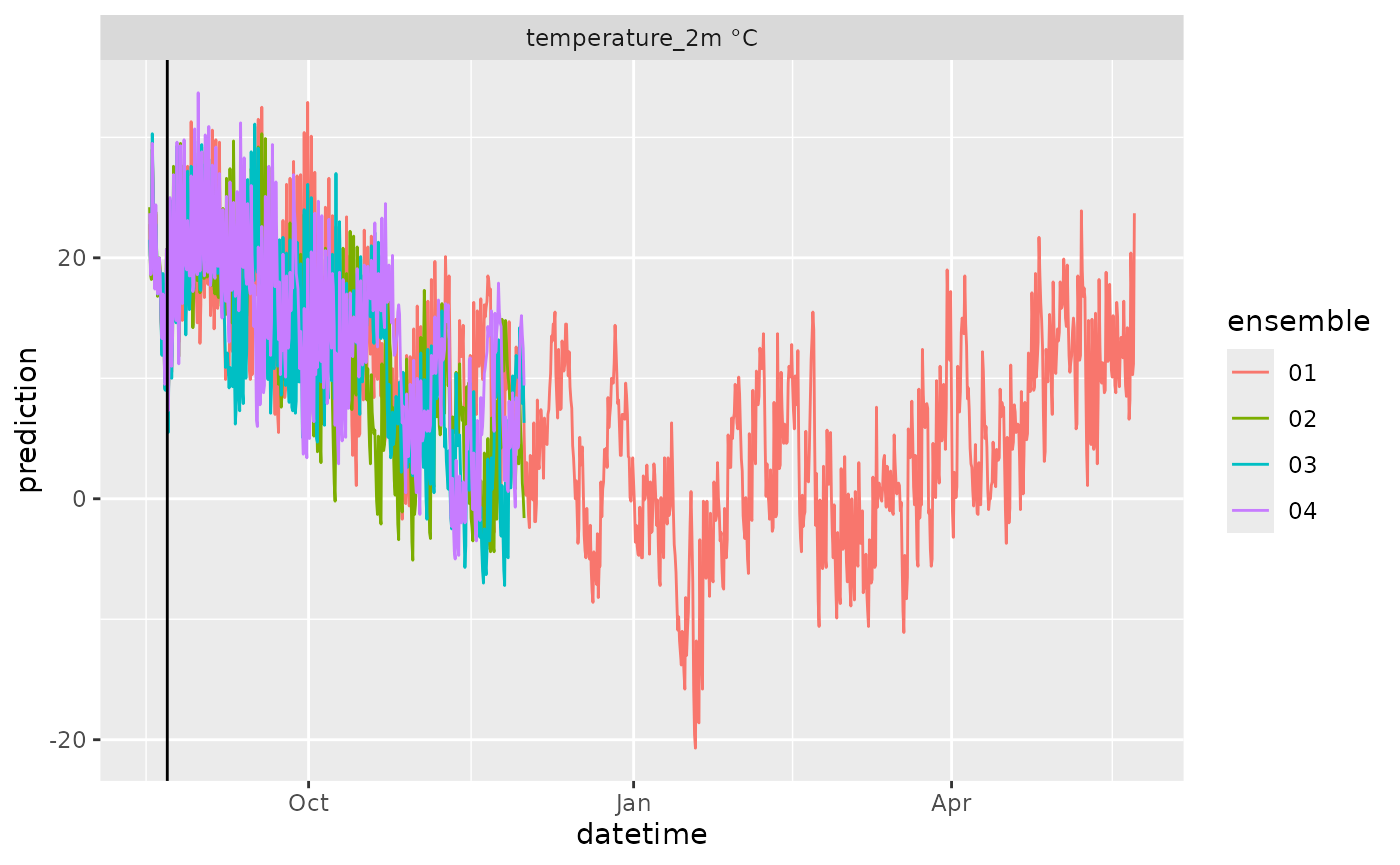 temperature_2m °C
prediction
20
0
-20
Oct
Jan
Apr
datetime
ensemble
01
02
03
04